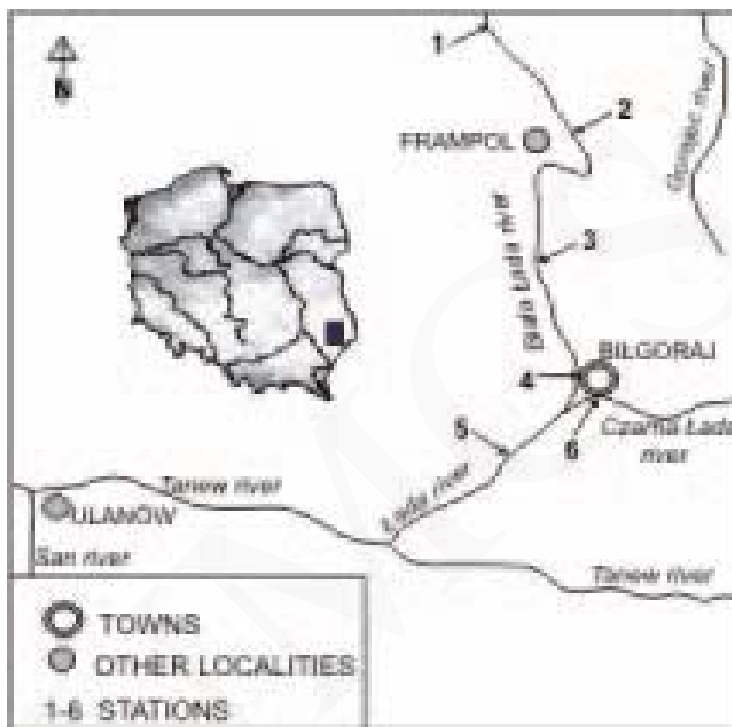 N
1
2
FRAMPOL
3
Biała Łada river
BILGORAJ
4
5
6
Czarna Łada
river
Tanew river
Łada river
ULANOW
San river
Tanew river
TOWNS
OTHER LOCALITIES
1-6 STATIONS